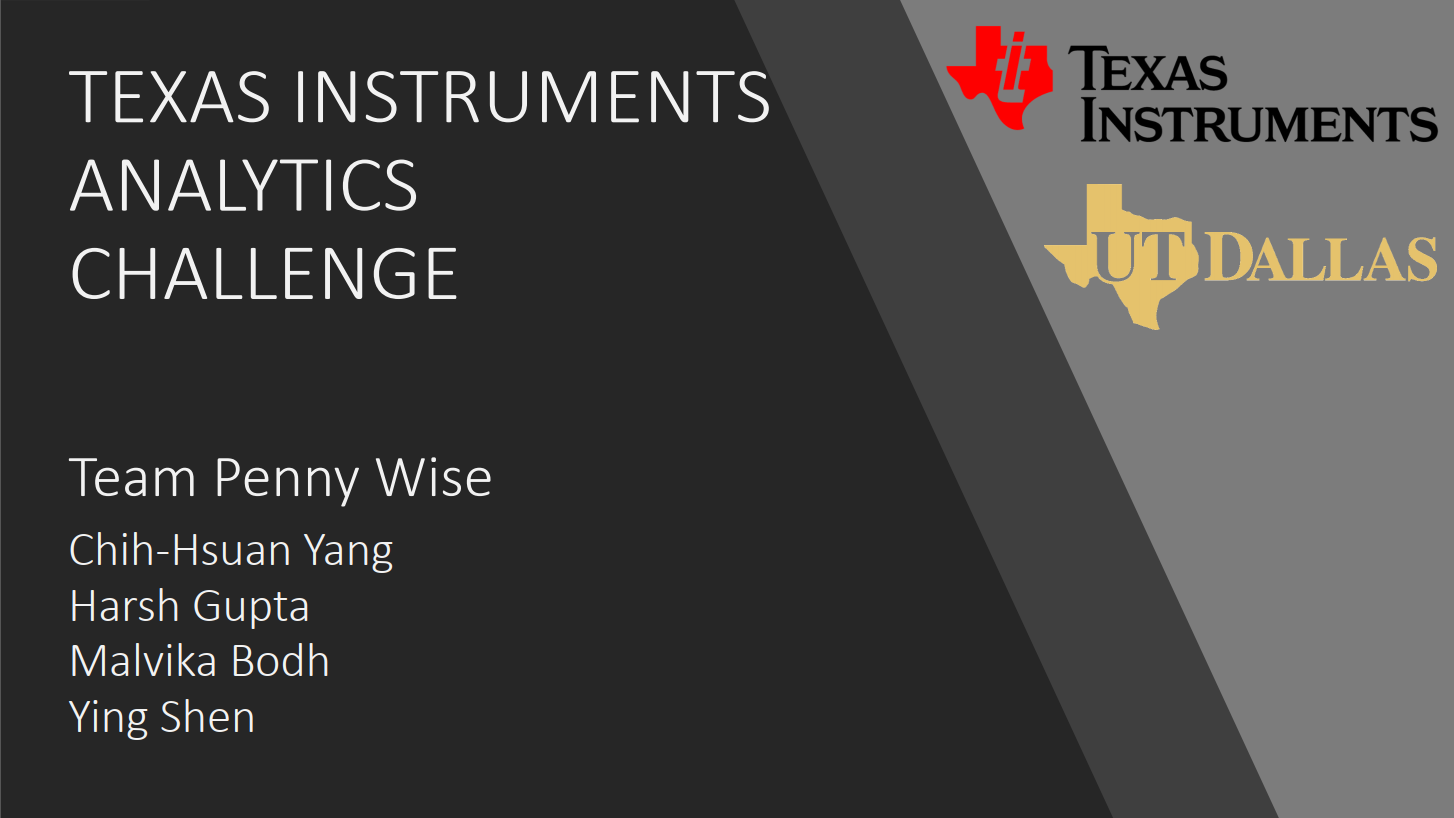 TEXAS INSTRUMENTS
ANALYTICS
CHALLENGE
Team Penny Wise
Chih-Hsuan Yang
Harsh Gupta
Malvika Bodh
Ying Shen
TEXAS
INSTRUMENTS
UT DALLAS